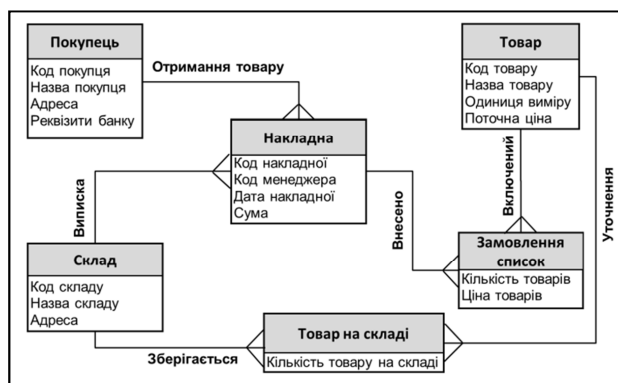 Покупець
Код покупця
Назва покупця
Адреса
Реквізити банку
Отримання товару
Товар
Код товару
Назва товару
Одиниця виміру
Поточна ціна
Накладна
Код накладної
Код менеджера
Дата накладної
Сума
Виписка
Внесено
Включений
Уточнення
Склад
Код складу
Назва складу
Адреса
Замовлення
список
Кількість товарів
Ціна товарів
Зберігається
Товар на складі
Кількість товару на складі